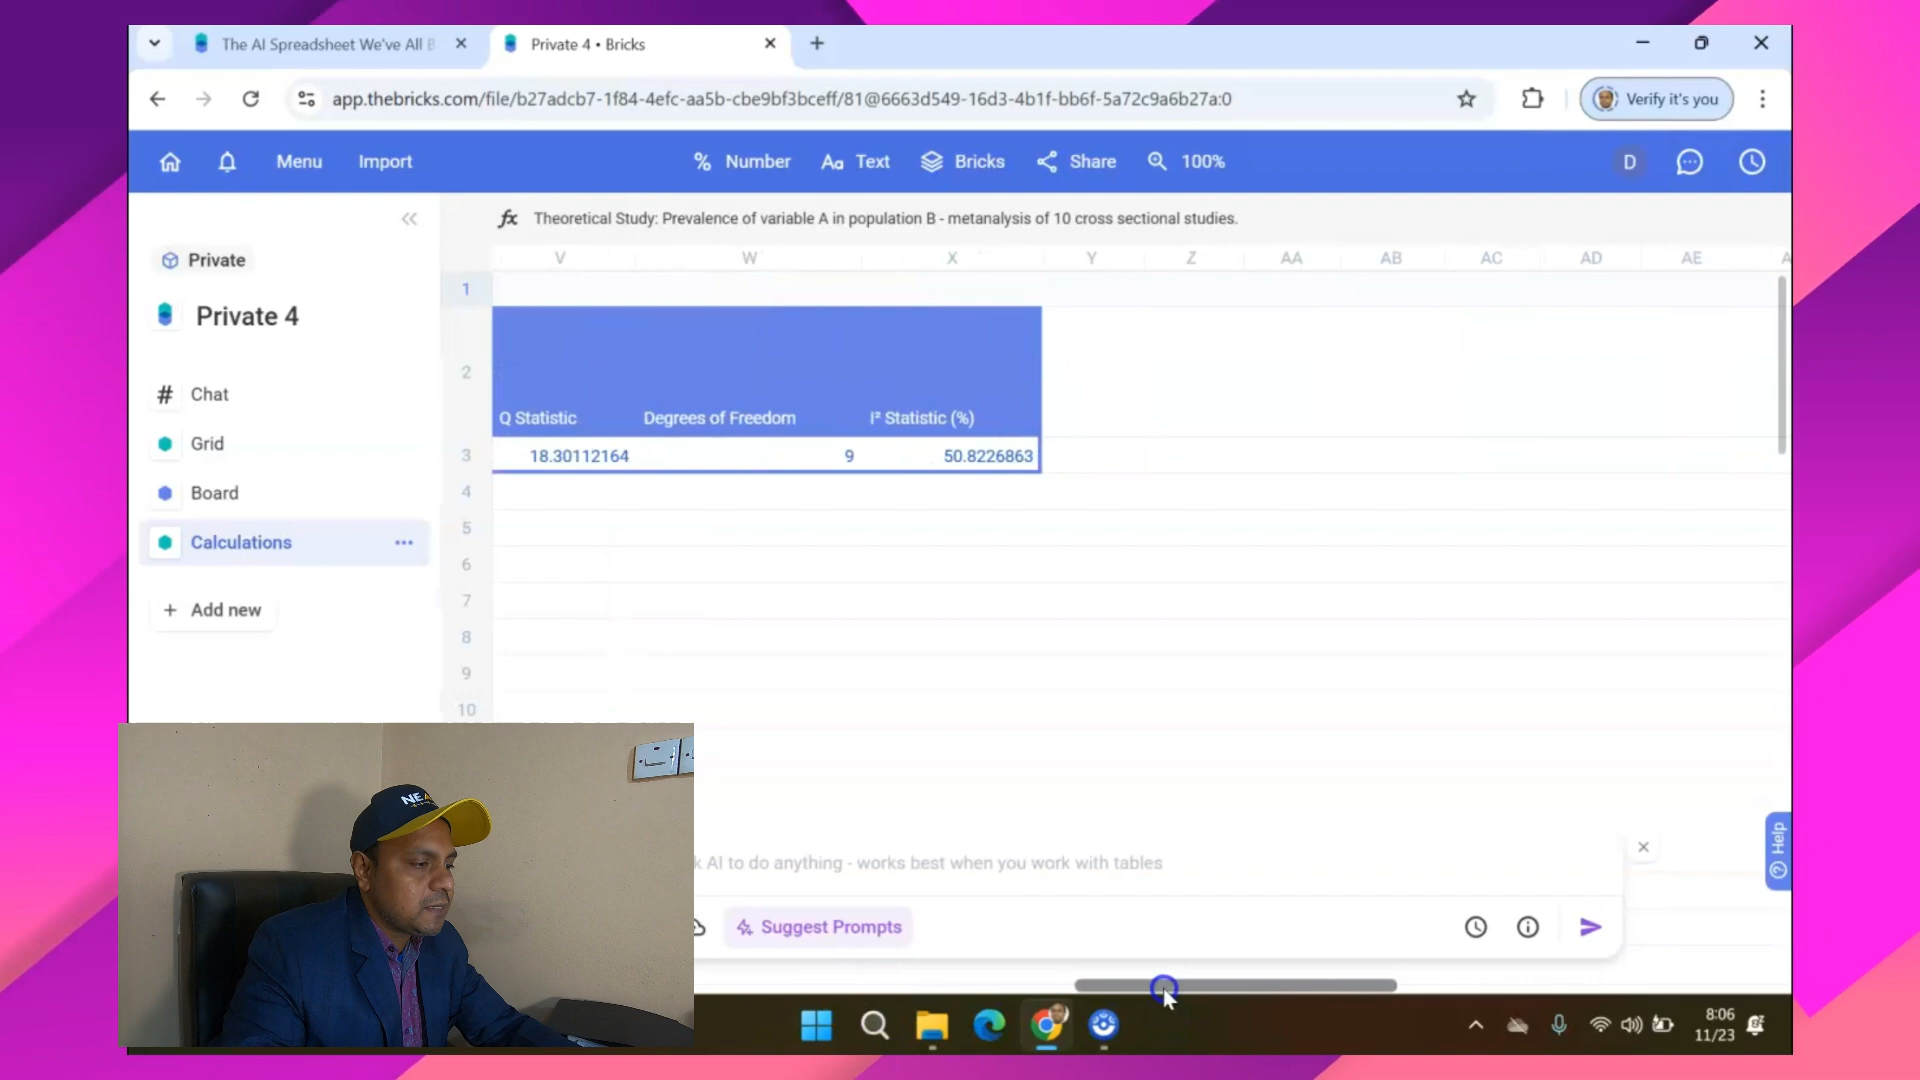 The AI Spreadsheet We've All B
Private 4 • Bricks
app.thebricks.com/file/b27adcb7-1f84-4efc-aa5b-cbe9bf3bceff/81@6663d549-16d3-4b1f-bb6f-5a72c9a6b27a:0
Verify it's you
Menu
Import
% Number
Aa Text
Bricks
Share
100%
D
fx Theoretical Study: Prevalence of variable A in population B - metanalysis of 10 cross sectional studies.
Private
Private 4
# Chat
Grid
Board
Calculations
+ Add new
V W X Y Z AA AB AC AD AE A
1
2
Q Statistic Degrees of Freedom I² Statistic (%)
3 18.30112164 9 50.8226863
4
5
6
7
8
9
10
k AI to do anything - works best when you work with tables
Suggest Prompts
Help
8:06
11/23